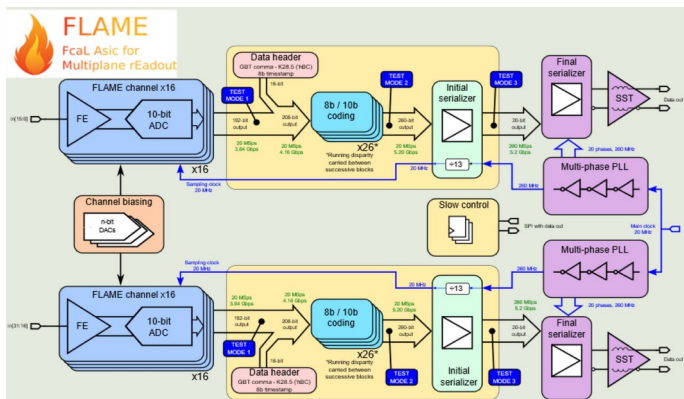 FLAME
FcaL Asic for
Multiplane rEadout
Data header
GBT comma - K28.5 (%BC)
8b timestamp
16-bit
TEST
MODE 1
TEST
MODE 2
TEST
MODE 3
FLAME channel x16
In[15:0]
FE
10-bit
ADC
x16
192-bit
output
20 MSps
3.84 Gbps
208-bit
output
20 MSps
4.16 Gbps
8b / 10b
coding
x26*
*Running disparity
carried between
successive blocks
260-bit
output
20 MSps
5.20 Gbps
Initial
serializer
÷13
20-bit
output
260 MSps
5.2 Gbps
Final
serializer
SST
Data out
20 phases, 260 MHz
Multi-phase PLL
260 MHz
20 MHz
Sampling clock
20 MHz
Channel biasing
n-bit
DACs
Slow control
SPI with data out
Main clock
20 MHz
Multi-phase PLL
20 phases, 260 MHz
260 MHz
20 MHz
÷13
Sampling clock
20 MHz
FLAME channel x16
In[31:16]
FE
10-bit
ADC
x16
20 MSps
3.84 Gbps
192-bit
output
TEST
MODE 1
16-bit
Data header
GBT comma - K28.5 (%BC)
8b timestamp
20 MSps
4.16 Gbps
208-bit
output
8b / 10b
coding
x26*
*Running disparity
carried between
successive blocks
20 MSps
5.20 Gbps
260-bit
output
TEST
MODE 2
Initial
serializer
260 MSps
5.2 Gbps
20-bit
output
TEST
MODE 3
Final
serializer
SST
Data out